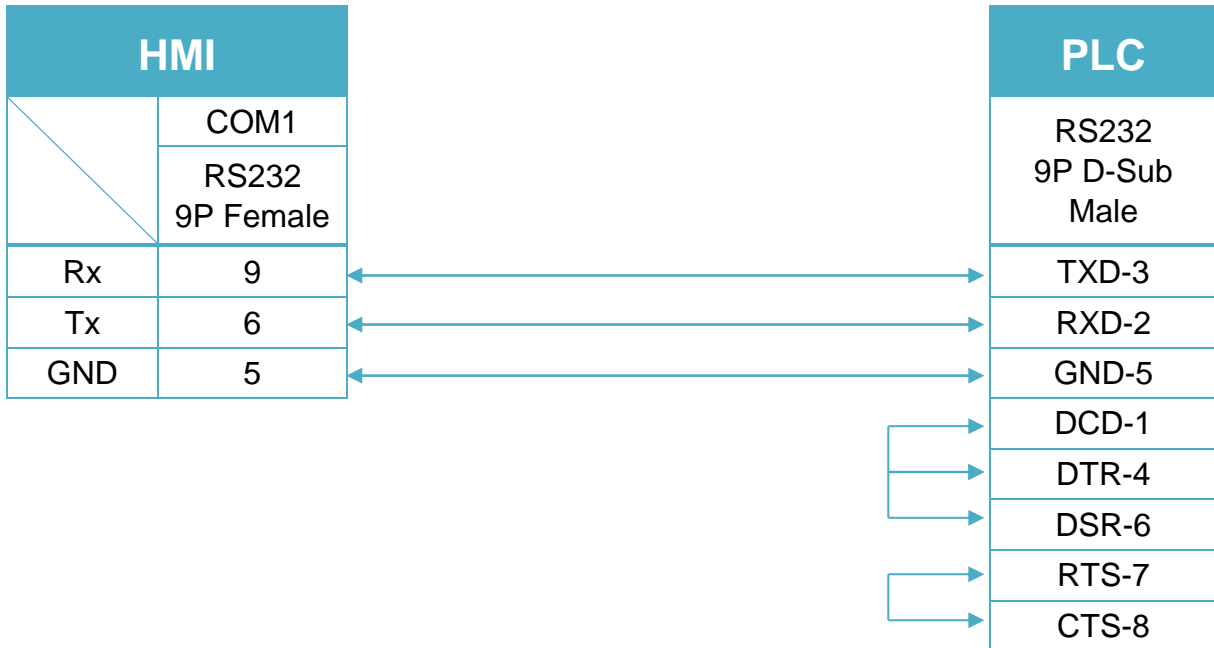 HMI
PLC
COM1
RS232
9P Female
RS232
9P D-Sub
Male
Rx 9 TXD-3
Tx 6 RXD-2
GND 5 GND-5
DCD-1
DTR-4
DSR-6
RTS-7
CTS-8